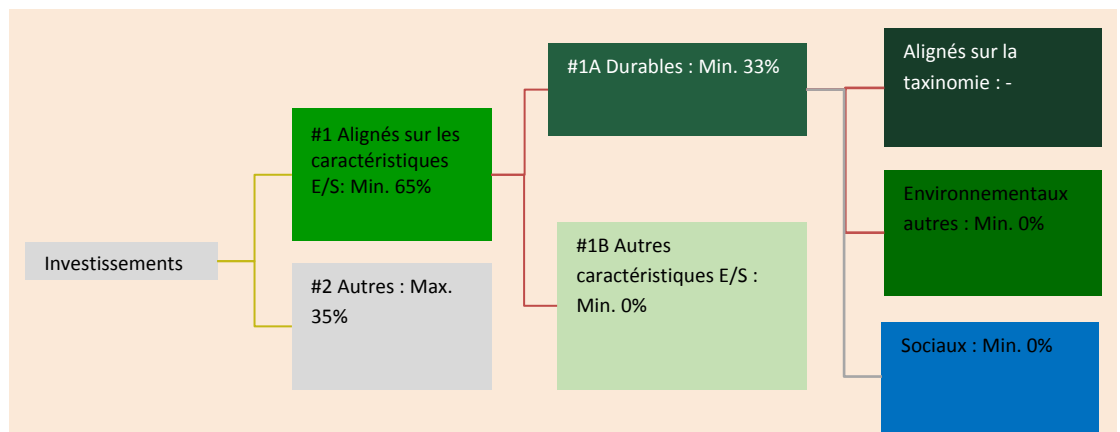 Investissements
#1 Alignés sur les
caractéristiques
E/S: Min. 65%
#2 Autres : Max.
35%
#1A Durables : Min. 33%
#1B Autres
caractéristiques E/S :
Min. 0%
Alignés sur la
taxinomie : -
Environnementaux
autres : Min. 0%
Sociaux : Min. 0%